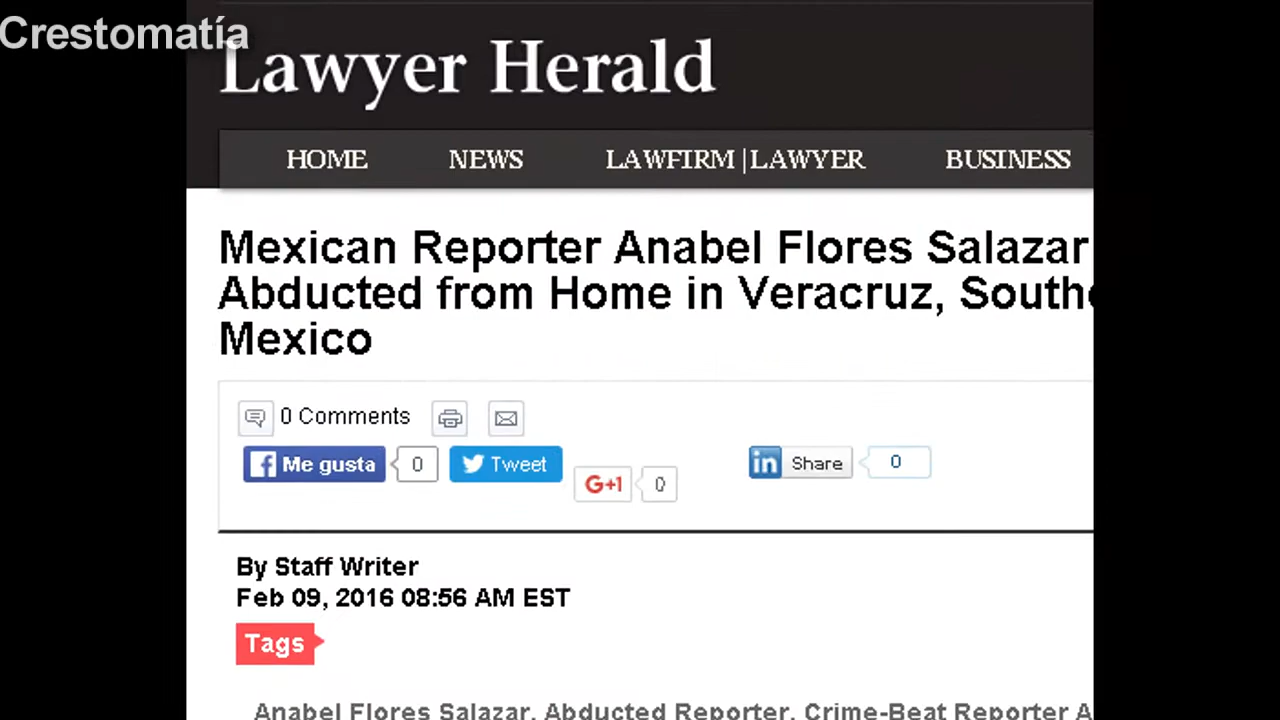 Crestomatía
Lawyer Herald
HOME NEWS LAWFIRM | LAWYER BUSINESS
Mexican Reporter Anabel Flores Salazar
Abducted from Home in Veracruz, Southe
Mexico
0 Comments
Me gusta 0 Tweet G+1 0 in Share 0
By Staff Writer
Feb 09, 2016 08:56 AM EST
Tags
Anabel Flores Salazar, Abducted Reporter, Crime-Beat Reporter A